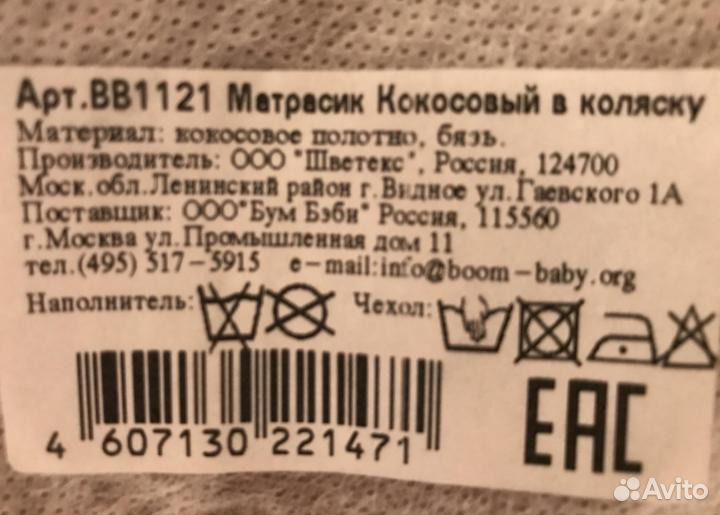 Арт.BB1121 Матрасик Кокосовый в коляску
Материал: кокосовое полотно, бязь.
Производитель: ООО "Шветекс", Россия, 124700
Моск.обл.Ленинский район г.Видное ул.Гаевского 1А
Поставщик: ООО"Бум Бэби" Россия, 115560
г.Москва ул.Промышленная дом 11
тел.(495) 517-5915 e-mail:info@boom-baby.org
Наполнитель: Чехол:
4 607130 221471
EAC
Avito